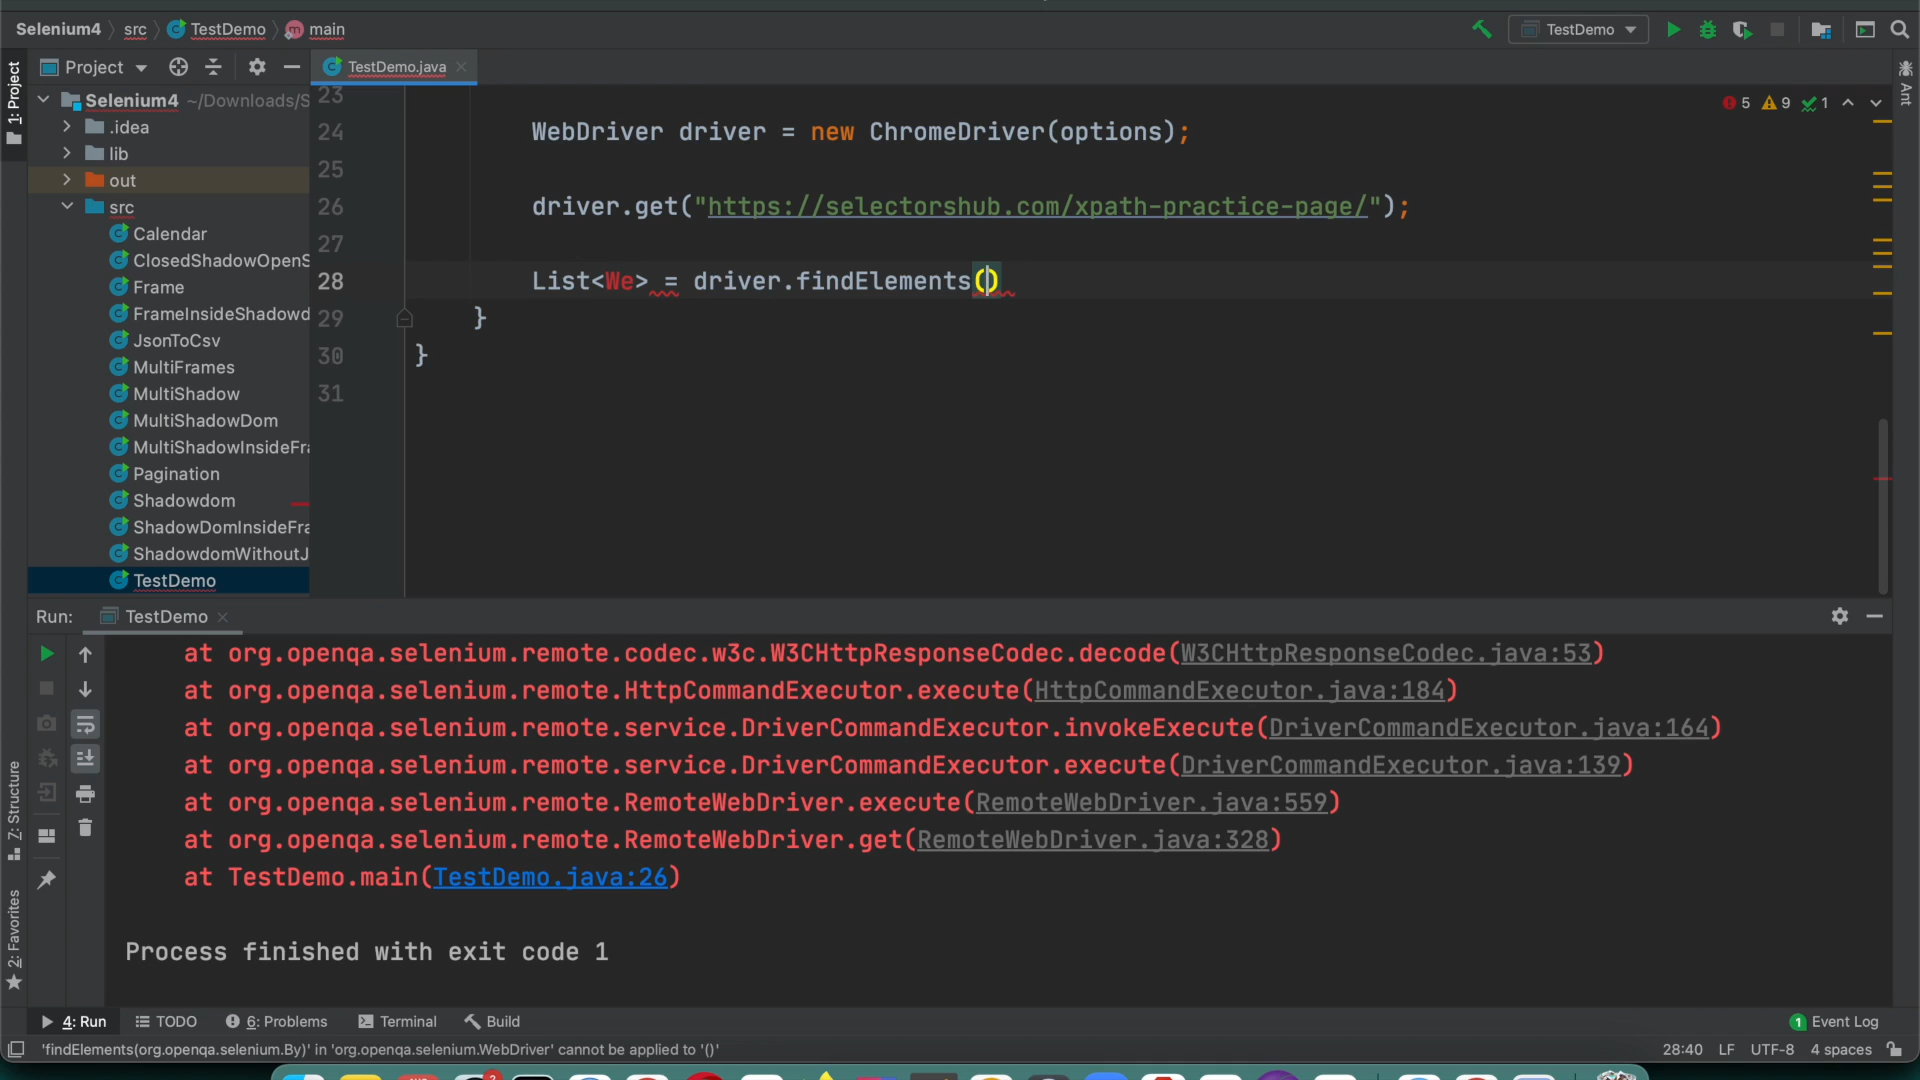 Selenium4 src TestDemo main TestDemo
1: Project
Project TestDemo.java
Ant
Selenium4 ~/Downloads/S
.idea
lib
out
src
Calendar
ClosedShadowOpenS
Frame
FrameInsideShadowd
JsonToCsv
MultiFrames
MultiShadow
MultiShadowDom
MultiShadowInsideFra
Pagination
Shadowdom
ShadowDomInsideFra
ShadowdomWithoutJ
TestDemo
5 9 1
23
24 WebDriver driver = new ChromeDriver(options);
25
26 driver.get("https://selectorshub.com/xpath-practice-page/");
27
28 List<We> = driver.findElements()
29 }
30 }
31
Run: TestDemo
at org.openqa.selenium.remote.codec.w3c.W3CHttpResponseCodec.decode(W3CHttpResponseCodec.java:53)
at org.openqa.selenium.remote.HttpCommandExecutor.execute(HttpCommandExecutor.java:184)
at org.openqa.selenium.remote.service.DriverCommandExecutor.invokeExecute(DriverCommandExecutor.java:164)
at org.openqa.selenium.remote.service.DriverCommandExecutor.execute(DriverCommandExecutor.java:139)
at org.openqa.selenium.remote.RemoteWebDriver.execute(RemoteWebDriver.java:559)
at org.openqa.selenium.remote.RemoteWebDriver.get(RemoteWebDriver.java:328)
at TestDemo.main(TestDemo.java:26)
Process finished with exit code 1
7: Structure
2: Favorites
4: Run TODO 6: Problems Terminal Build 1 Event Log
'findElements(org.openqa.selenium.By)' in 'org.openqa.selenium.WebDriver' cannot be applied to '()' 28:40 LF UTF-8 4 spaces